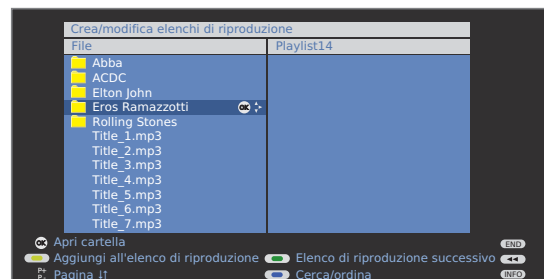 Crea/modifica elenchi di riproduzione
File Playlist14
Abba
ACDC
Elton John
Eros Ramazzotti OK
Rolling Stones
Title_1.mp3
Title_2.mp3
Title_3.mp3
Title_4.mp3
Title_5.mp3
Title_6.mp3
Title_7.mp3
OK Apri cartella END
Aggiungi all'elenco di riproduzione Elenco di riproduzione successivo
P+ P- Pagina ↓↑ Cerca/ordina INFO